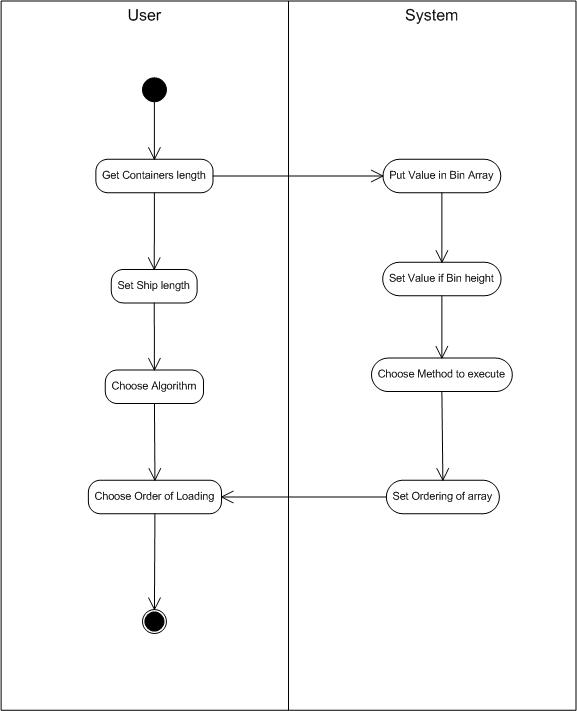 User
System
Get Containers length
Put Value in Bin Array
Set Ship length
Set Value if Bin height
Choose Algorithm
Choose Method to execute
Choose Order of Loading
Set Ordering of array